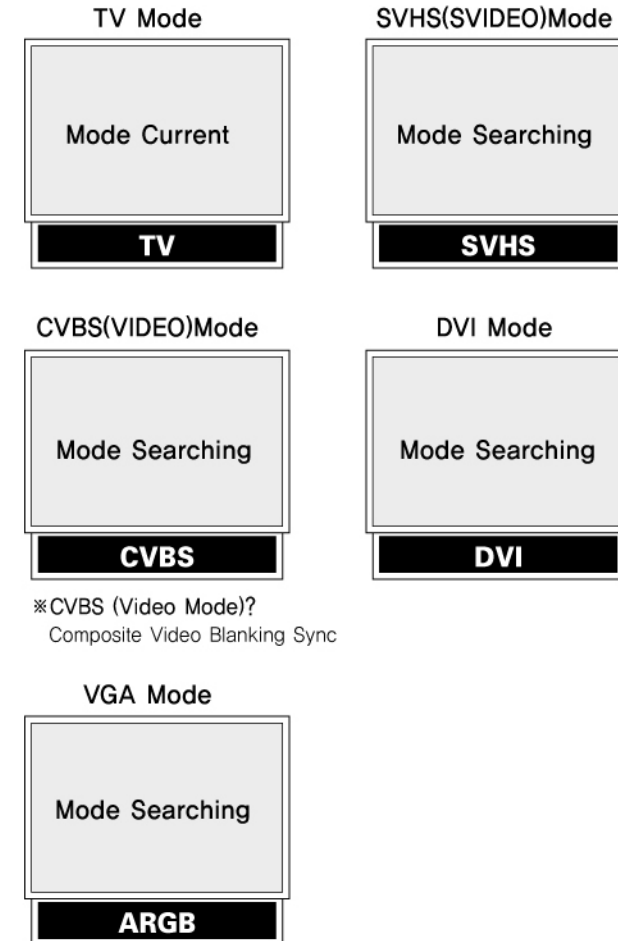 TV Mode
Mode Current
TV
SVHS(SVIDEO)Mode
Mode Searching
SVHS
CVBS(VIDEO)Mode
Mode Searching
CVBS
※CVBS (Video Mode)?
Composite Video Blanking Sync
DVI Mode
Mode Searching
DVI
VGA Mode
Mode Searching
ARGB